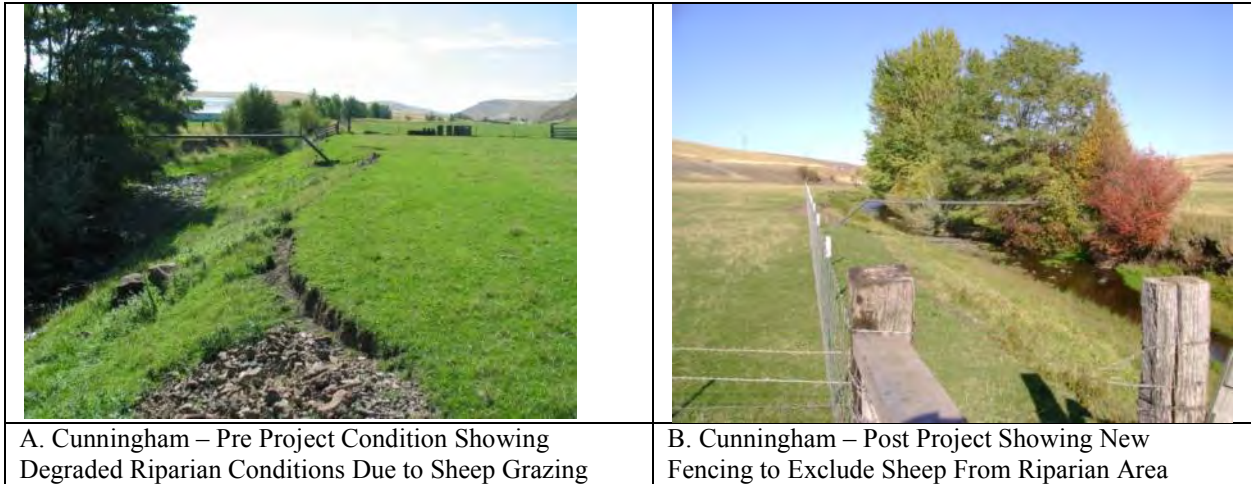 A. Cunningham – Pre Project Condition Showing
Degraded Riparian Conditions Due to Sheep Grazing
B. Cunningham – Post Project Showing New
Fencing to Exclude Sheep From Riparian Area